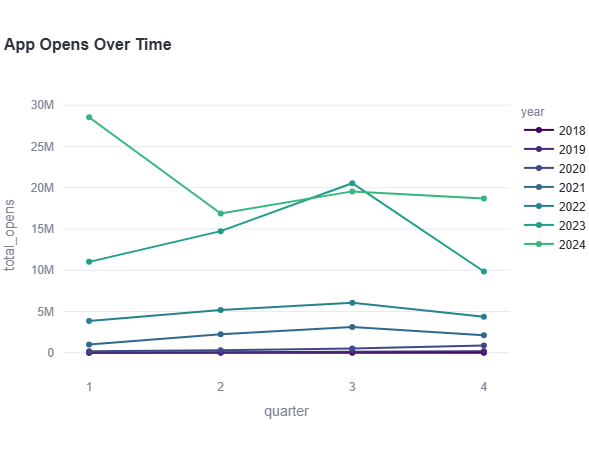 App Opens Over Time
total_opens
30M
25M
20M
15M
10M
5M
0
1 2 3 4
quarter
year
2018
2019
2020
2021
2022
2023
2024